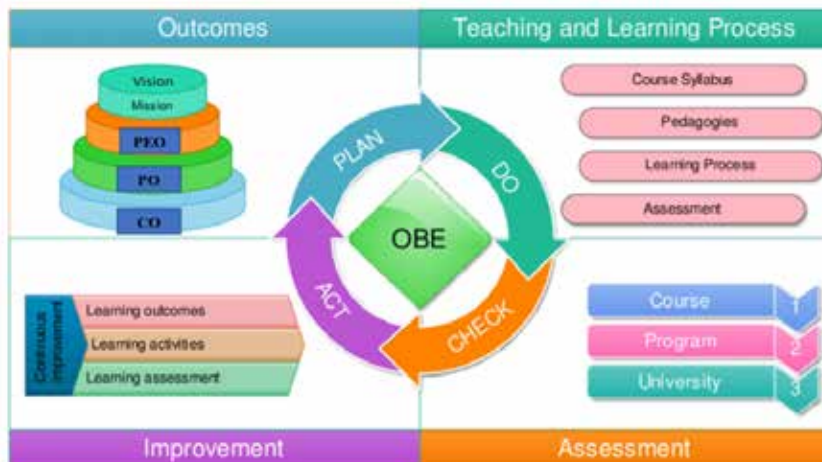 Outcomes
Teaching and Learning Process
Vision
Mission
PEO
PO
CO
Course Syllabus
Pedagogies
Learning Process
Assessment
PLAN
DO
CHECK
ACT
OBE
Continuous
improvement
Learning outcomes
Learning activities
Learning assessment
Course 1
Program 2
University 3
Improvement
Assessment